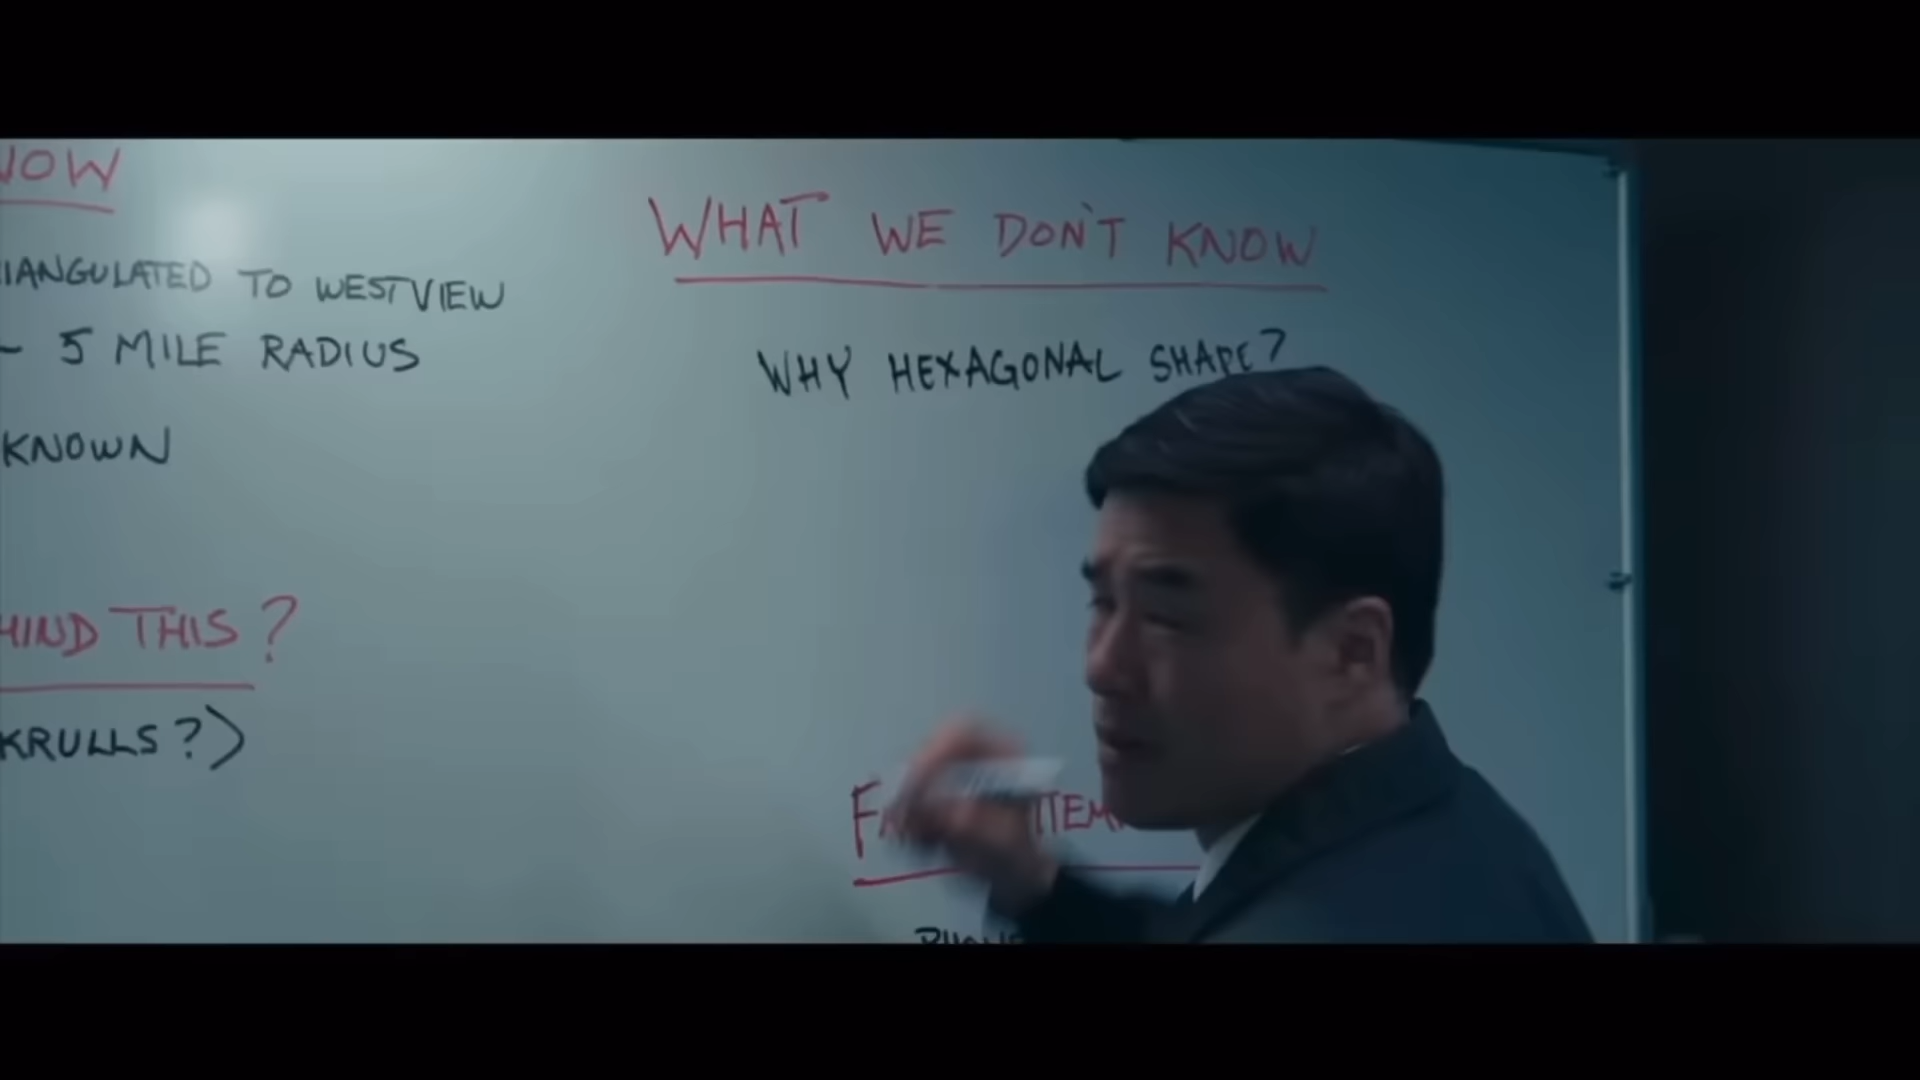 NOW
IANGULATED TO WESTVIEW
- 5 MILE RADIUS
KNOWN
HIND THIS?
KRULLS?)
WHAT WE DON'T KNOW
WHY HEXAGONAL SHAPE?